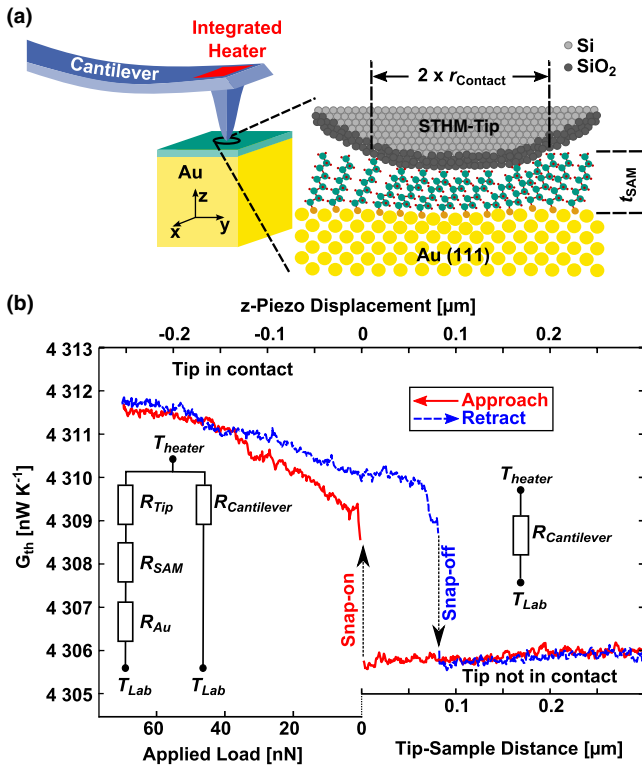 (a)
Integrated
Heater
Cantilever
Si
SiO2
2 x rContact
STHM-Tip
Au
z
x
y
tSAM
Au (111)
(b)
z-Piezo Displacement [µm]
-0.2 -0.1 0 0.1 0.2
4 313
4 312
4 311
4 310
4 309
4 308
4 307
4 306
4 305
Gth [nW K-1]
Tip in contact
Approach
Retract
Theater
RTip
RCantilever
RSAM
RAu
TLab
TLab
Snap-on
Snap-off
Theater
RCantilever
TLab
Tip not in contact
60 40 20 0 0.1 0.2
Applied Load [nN]
Tip-Sample Distance [µm]